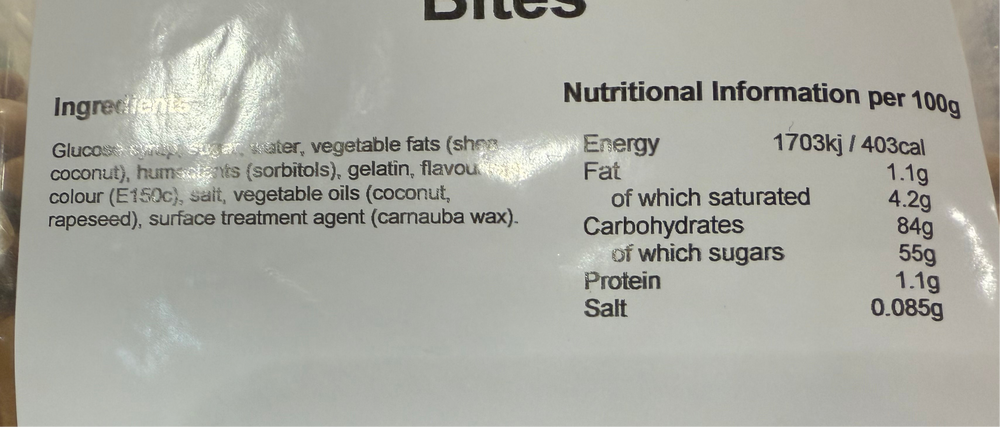 Bites
Ingredients
Glucose syrup, sugar, water, vegetable fats (shea,
coconut), humectants (sorbitols), gelatin, flavouring,
colour (E150c), salt, vegetable oils (coconut,
rapeseed), surface treatment agent (carnauba wax).
Nutritional Information per 100g
Energy 1703kj / 403cal
Fat 1.1g
of which saturated 4.2g
Carbohydrates 84g
of which sugars 55g
Protein 1.1g
Salt 0.085g